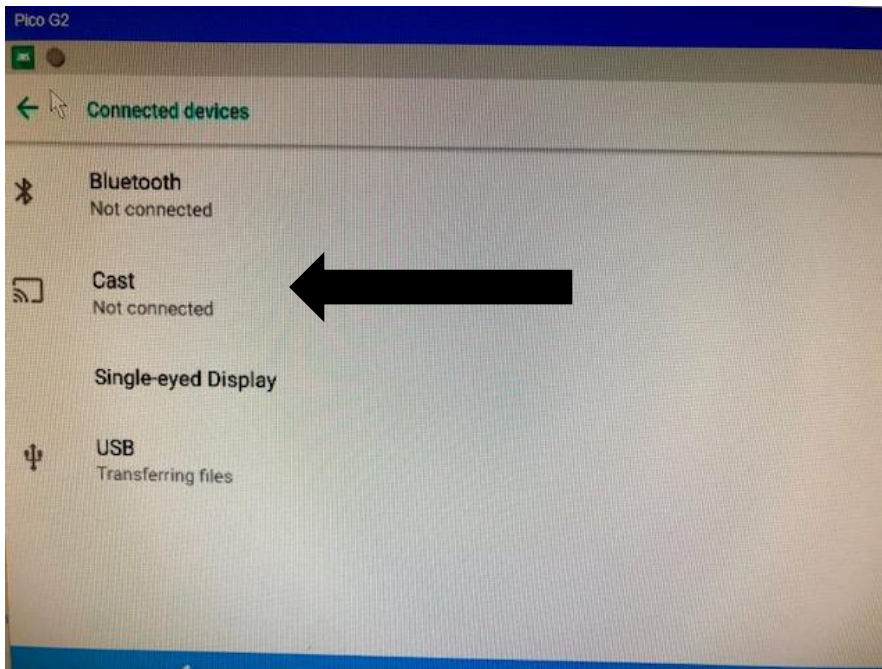 Pico G2
Connected devices
Bluetooth
Not connected
Cast
Not connected
Single-eyed Display
USB
Transferring files